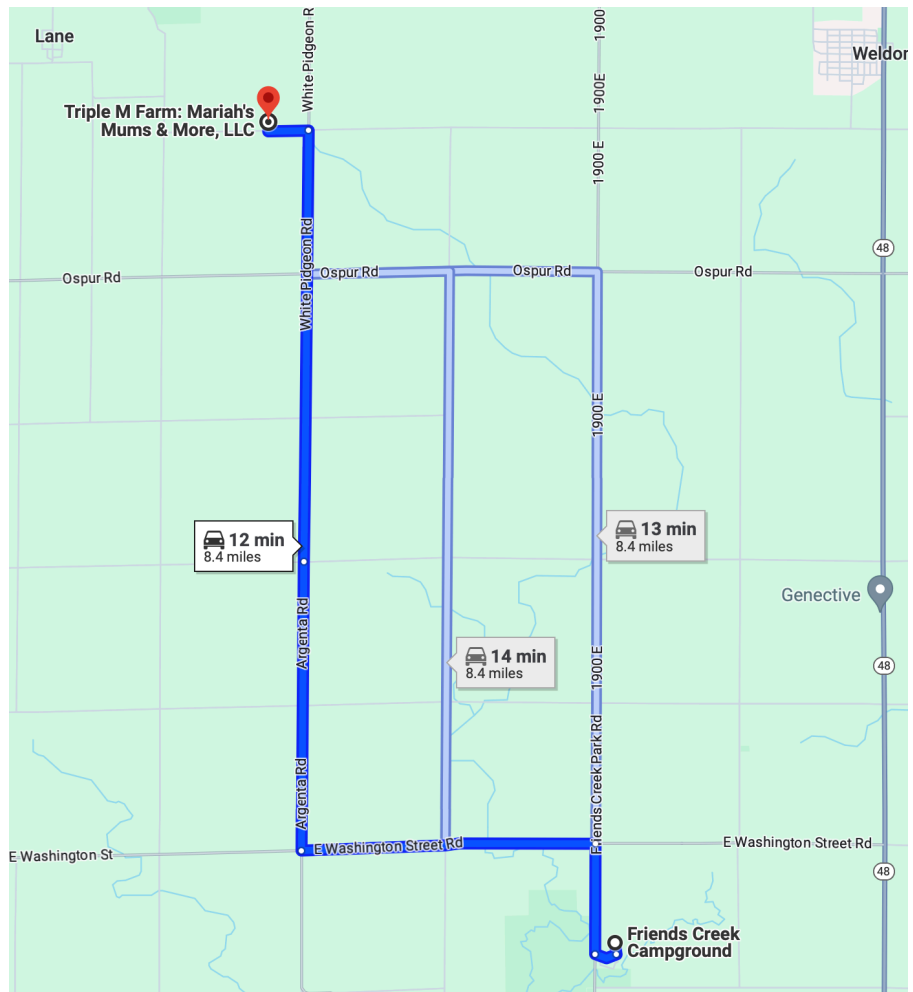 Lane
White Pidgeon R
1900
1900E
Weldon
Triple M Farm: Mariah's
Mums & More, LLC
1900 E
White Pidgeon Rd
48
Ospur Rd
Ospur Rd
Ospur Rd
Ospur Rd
1900 E
12 min
8.4 miles
13 min
8.4 miles
Genective
Argenta Rd
14 min
8.4 miles
1900 E
48
Friends Creek Park Rd
Argenta Rd
E Washington St
E Washington Street Rd
E Washington Street Rd
48
Friends Creek
Campground